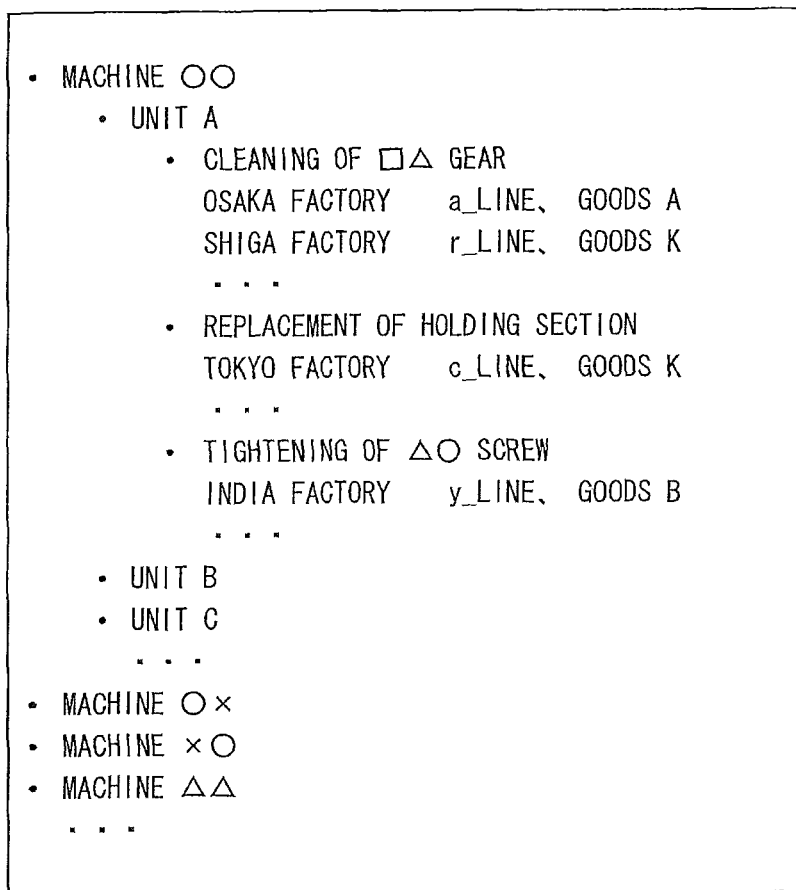 ・ MACHINE ○○
・ UNIT A
・ CLEANING OF □△ GEAR
OSAKA FACTORY a_LINE、 GOODS A
SHIGA FACTORY r_LINE、 GOODS K
・・・
・ REPLACEMENT OF HOLDING SECTION
TOKYO FACTORY c_LINE、 GOODS K
・・・
・ TIGHTENING OF △○ SCREW
INDIA FACTORY y_LINE、 GOODS B
・・・
・ UNIT B
・ UNIT C
・・・
・ MACHINE ○×
・ MACHINE ×○
・ MACHINE △△
・・・